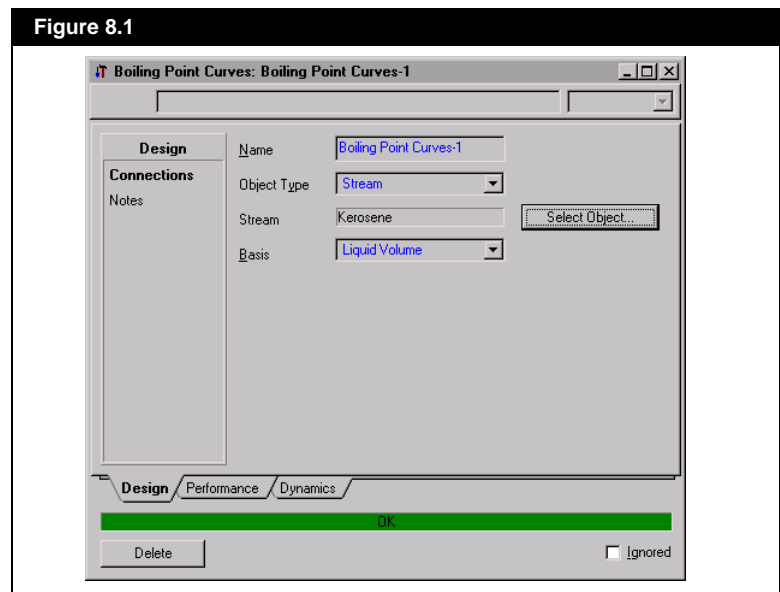 Figure 8.1
Boiling Point Curves: Boiling Point Curves-1
Design
Connections
Notes
Name Boiling Point Curves-1
Object Type Stream
Stream Kerosene Select Object...
Basis Liquid Volume
Design Performance Dynamics
OK
Delete Ignored